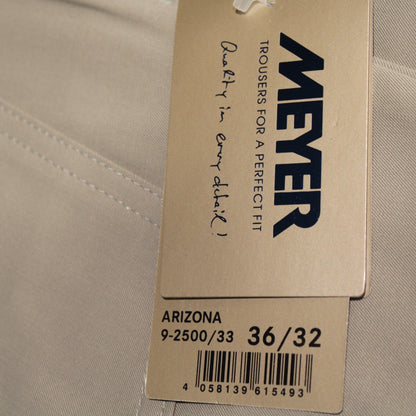 MEYER
TROUSERS FOR A PERFECT FIT
Quality in every detail!
ARIZONA
9-2500/33 36/32
4 058139 615493